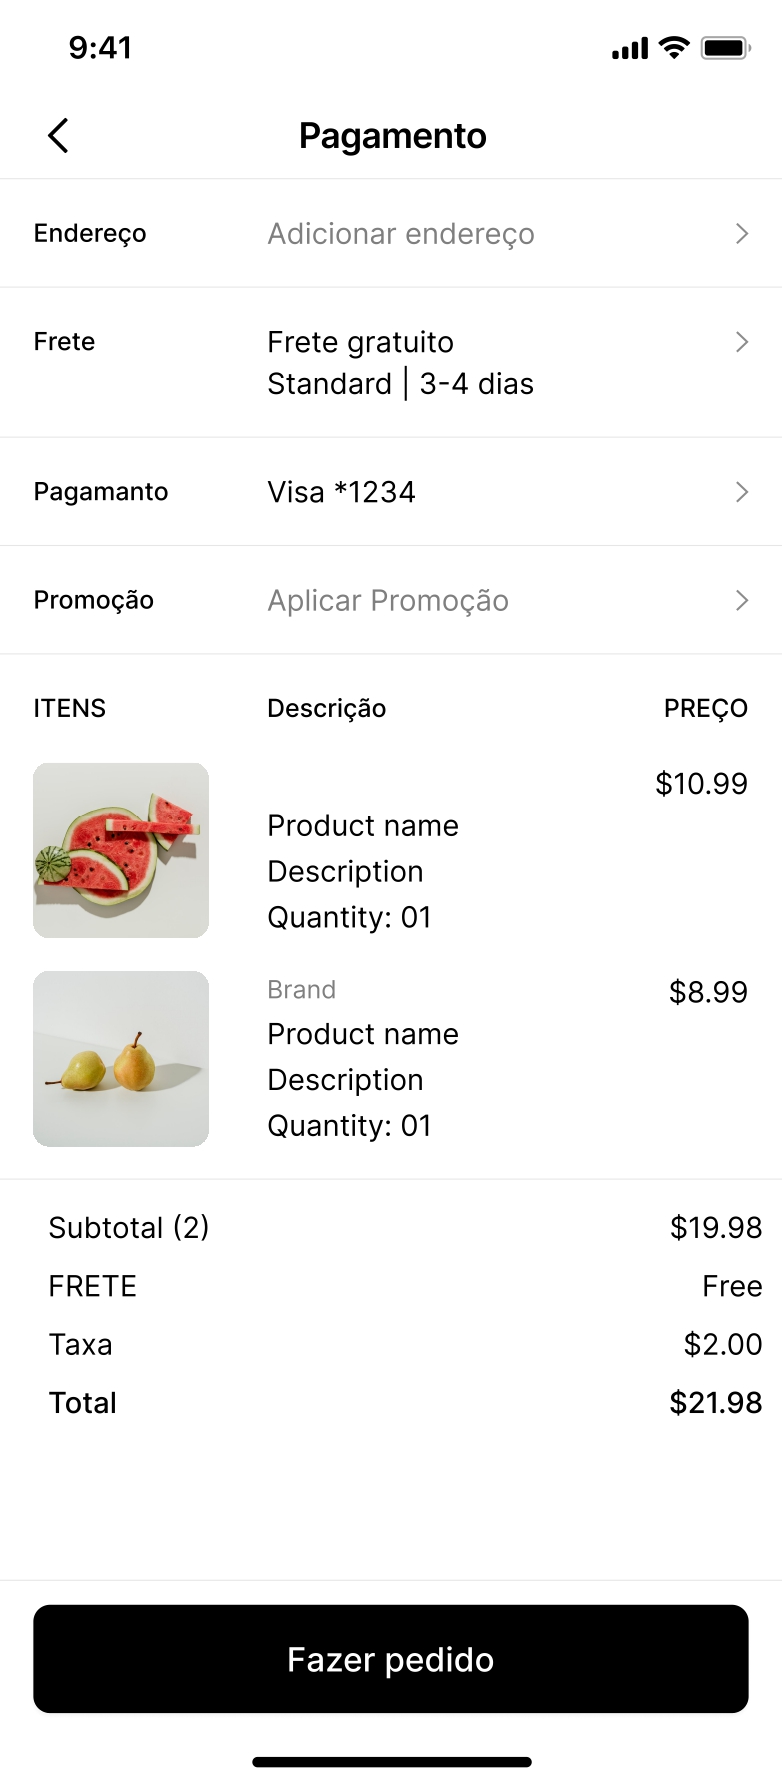 9:41
Pagamento
Endereço Adicionar endereço
Frete Frete gratuito
Standard | 3-4 dias
Pagamanto Visa *1234
Promoção Aplicar Promoção
ITENS Descrição PREÇO
$10.99
Product name
Description
Quantity: 01
Brand $8.99
Product name
Description
Quantity: 01
Subtotal (2) $19.98
FRETE Free
Taxa $2.00
Total $21.98
Fazer pedido